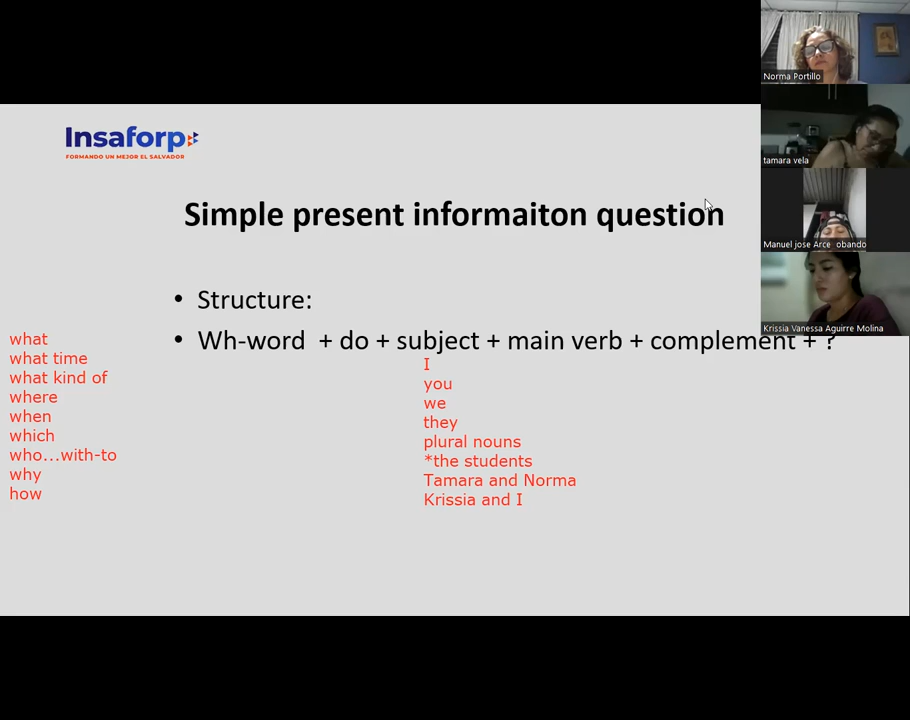 Norma Portillo
tamara vela
Manuel jose Arce obando
Krissia Vanessa Aguirre Molina
Insaforp
FORMANDO UN MEJOR EL SALVADOR
Simple present informaiton question
• Structure:
• Wh-word + do + subject + main verb + complement + ?
what
what time
what kind of
where
when
which
who...with-to
why
how
I
you
we
they
plural nouns
*the students
Tamara and Norma
Krissia and I